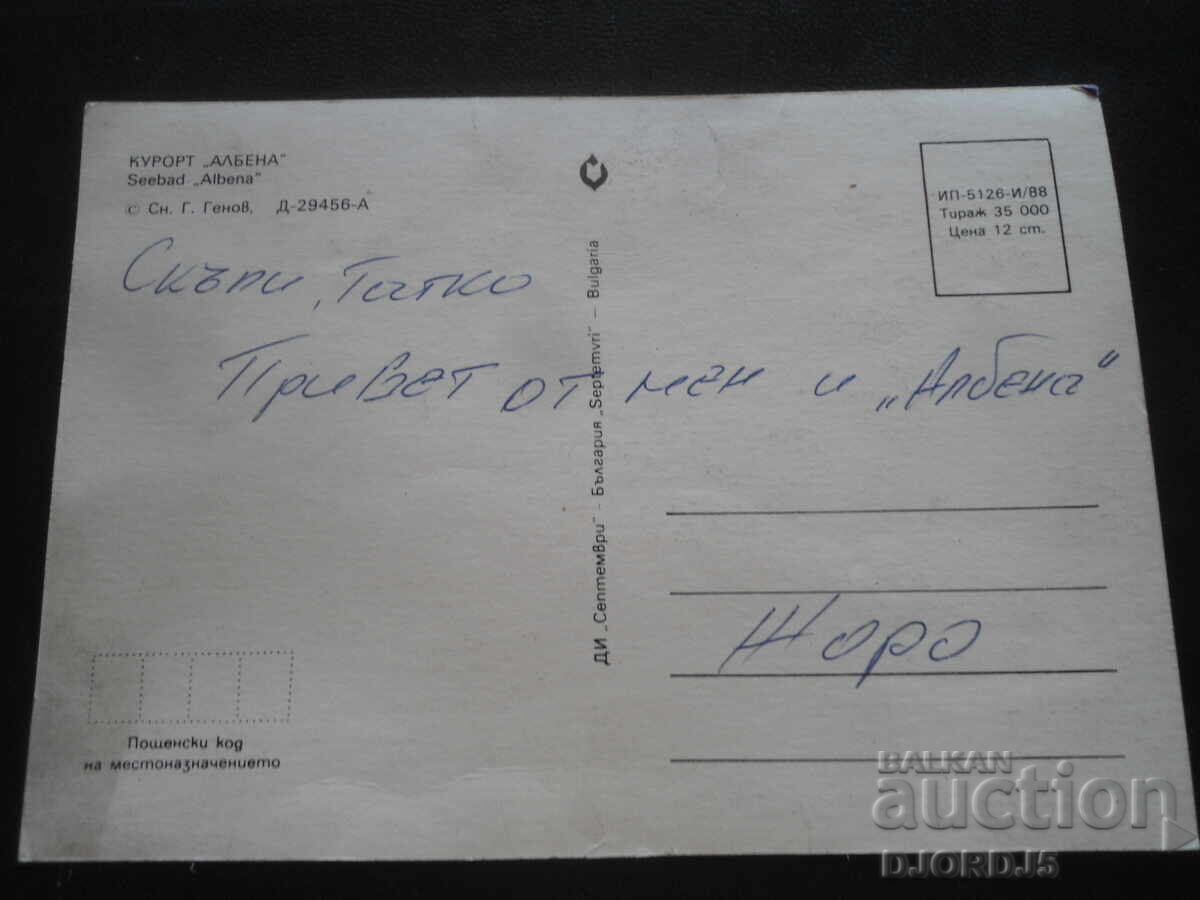 КУРОРТ „АЛБЕНА"
Seebad „Albena"
© Сн. Г. Генов, Д-29456-А
ИП-5126-И/88
Тираж 35 000
Цена 12 ст.
Скъпи, Татко
Привет от мен и „Албена“
ДИ „Септември" – България „Septemvri" – Bulgaria
Жоро
Пощенски код
на местоназначението
BALKAN
auction
DJORDJ5